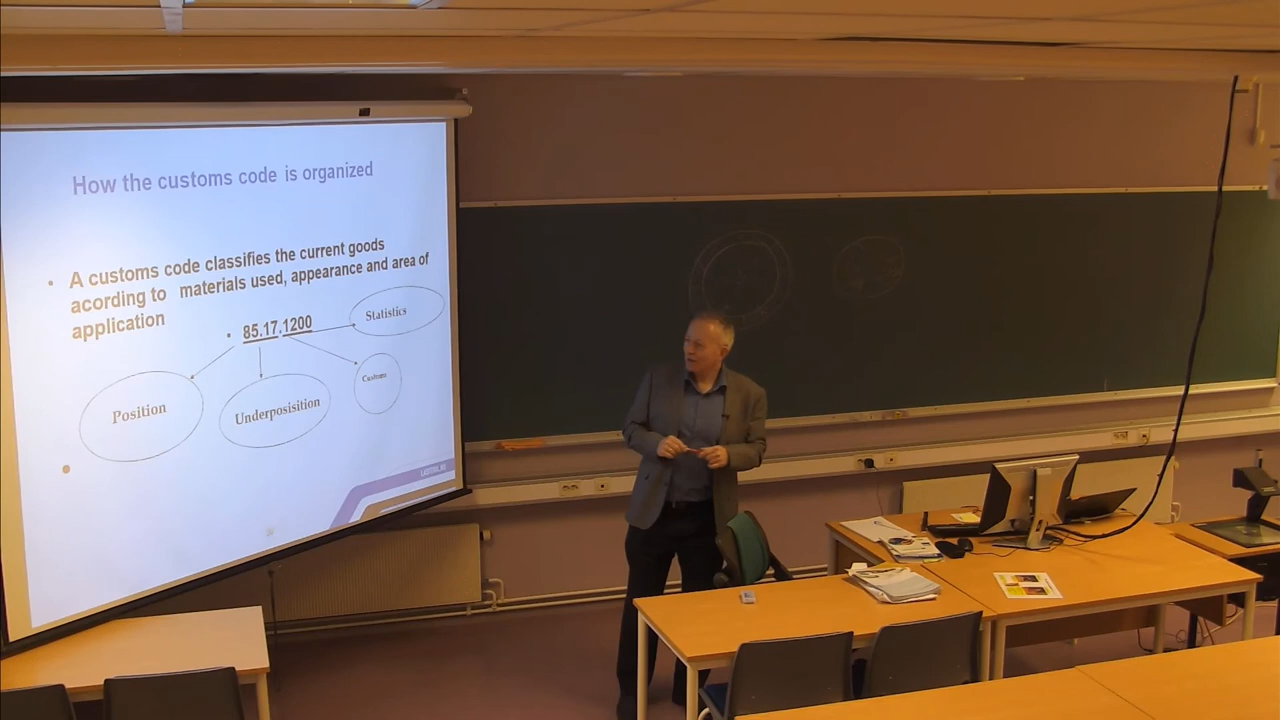 How the customs code is organized
• A customs code classifies the current goods
acording to materials used, appearance and area of
application
• 85.17.1200
Statistics
Position
Underposisition
Customs